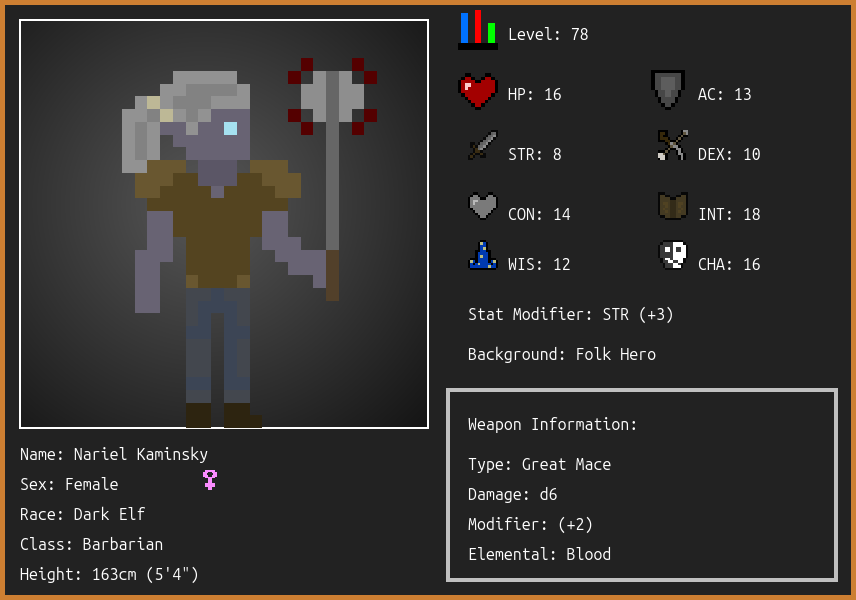 Level: 78
HP: 16
AC: 13
STR: 8
DEX: 10
CON: 14
INT: 18
WIS: 12
CHA: 16
Stat Modifier: STR (+3)
Background: Folk Hero
Weapon Information:
Type: Great Mace
Damage: d6
Modifier: (+2)
Elemental: Blood
Name: Nariel Kaminsky
Sex: Female
Race: Dark Elf
Class: Barbarian
Height: 163cm (5'4")